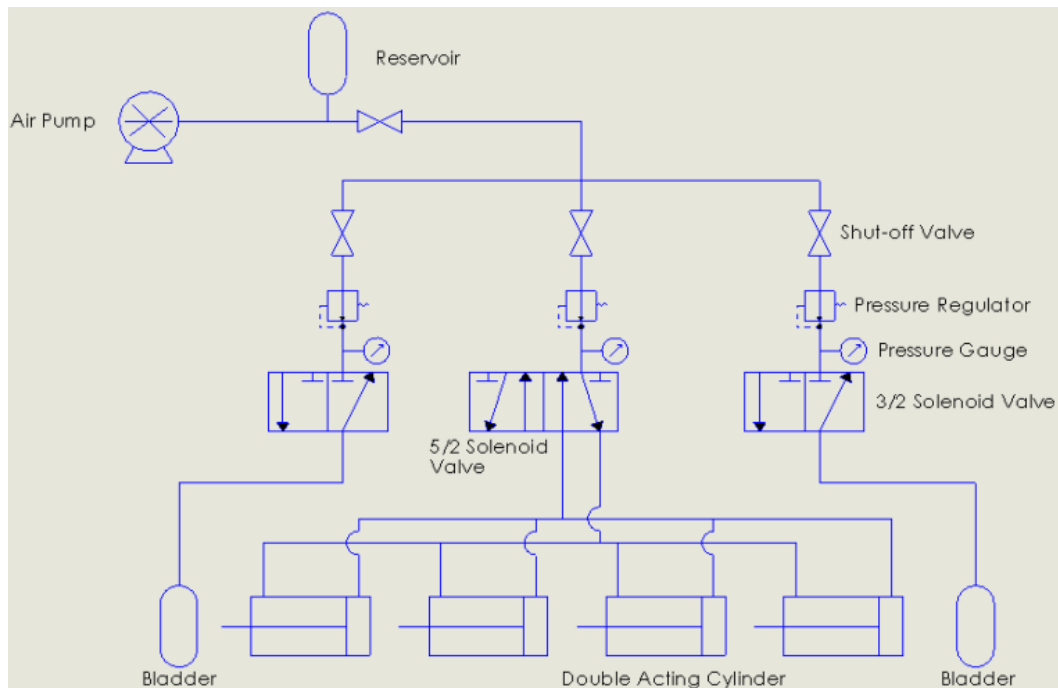 Reservoir
Air Pump
Shut-off Valve
Pressure Regulator
Pressure Gauge
3/2 Solenoid Valve
5/2 Solenoid
Valve
Bladder
Double Acting Cylinder
Bladder